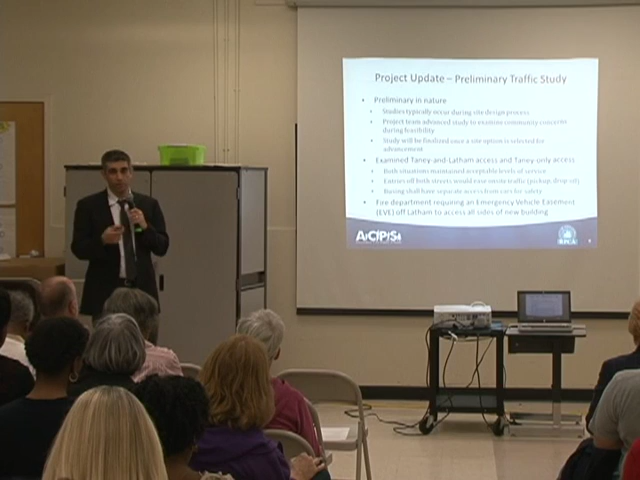 Project Update – Preliminary Traffic Study
• Preliminary in nature
• Studies typically occur during site design process
• Project team advanced study to examine community concerns
during feasibility
• Study will be finalized once a site option is selected for
advancement
• Examined Taney-and-Latham access and Taney-only access
• Both situations maintained acceptable levels of service
• Entries off both streets would ease onsite traffic (pickup, drop-off)
• Busing shall have separate access from cars for safety
• Fire department requiring an Emergency Vehicle Easement
(EVE) off Latham to access all sides of new building
ACPS